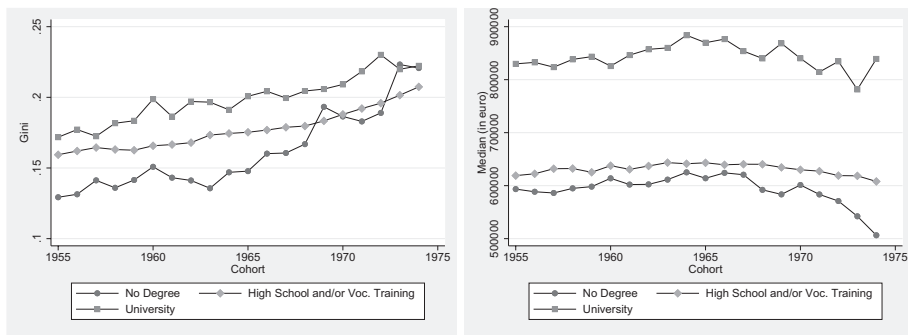 Gini
.25
.2
.15
.1
1955 1960 1965 1970 1975
Cohort
No Degree
High School and/or Voc. Training
University
Median (in euro)
900000
800000
700000
600000
500000
1955 1960 1965 1970 1975
Cohort
No Degree
High School and/or Voc. Training
University